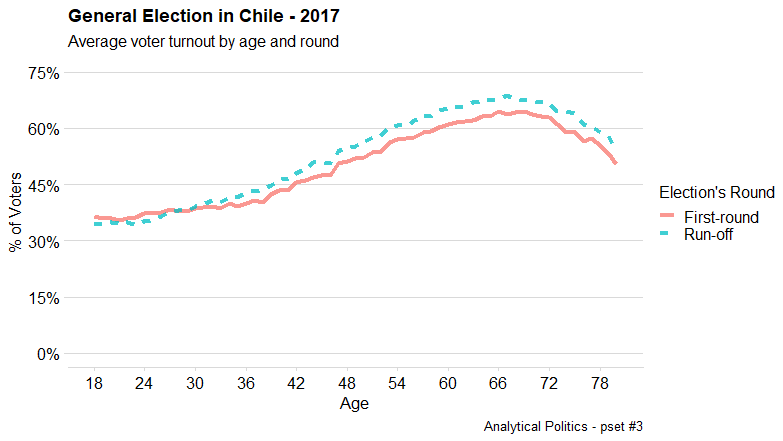 General Election in Chile - 2017
Average voter turnout by age and round
75%
60%
45%
30%
15%
0%
% of Voters
18 24 30 36 42 48 54 60 66 72 78
Age
Election's Round
First-round
Run-off
Analytical Politics - pset #3